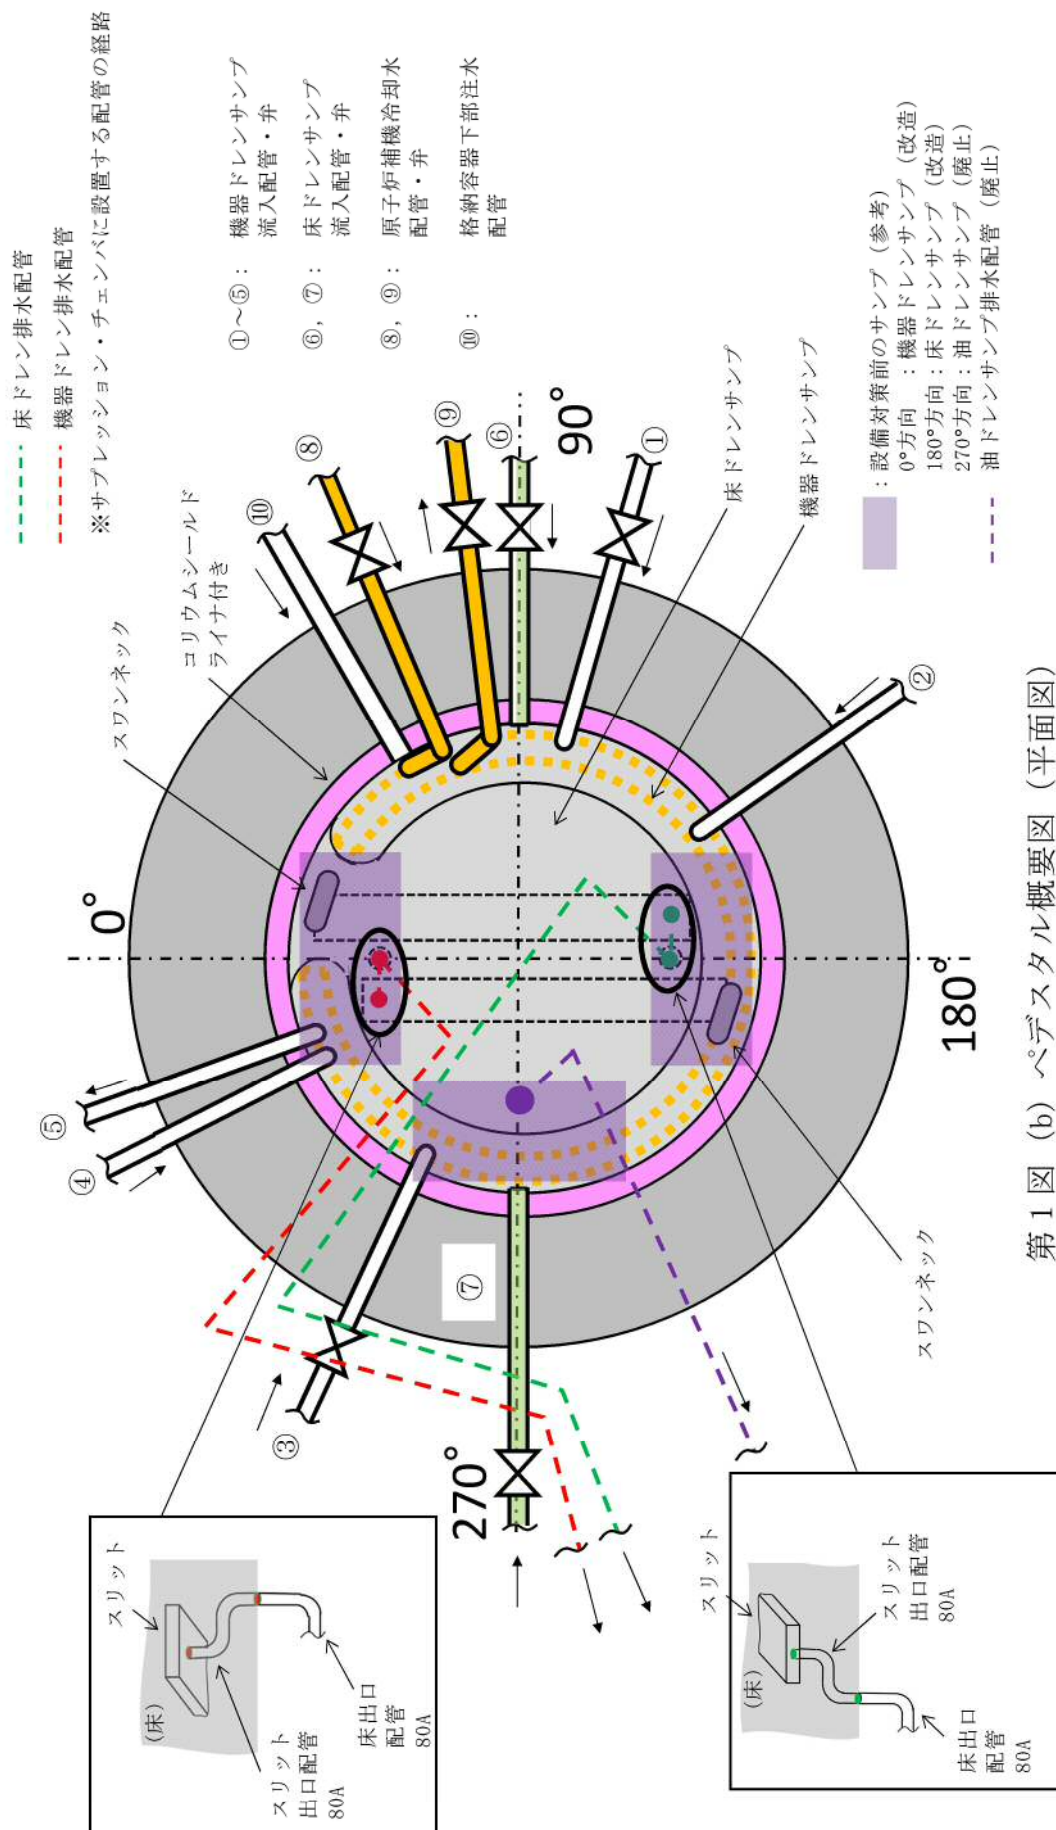 床ドレン排水配管
機器ドレン排水配管
※サプレッション・チェンバに設置する配管の経路
①～⑤：
機器ドレンサンプ
流入配管・弁
⑥，⑦：
床ドレンサンプ
流入配管・弁
⑧，⑨：
原子炉補機冷却水
配管・弁
⑩：
格納容器下部注水
配管
スワンネック
コリウムシールド
ライナ付き
⑩
⑧
⑨
⑥
90°
①
②
0°
⑤
④
③
270°
⑦
180°
床ドレンサンプ
機器ドレンサンプ
スワンネック
：設備対策前のサンプ（参考）
0°方向　：機器ドレンサンプ（改造）
180°方向：床ドレンサンプ（改造）
270°方向：油ドレンサンプ（廃止）
油ドレンサンプ排水配管（廃止）
(床)
スリット
スリット
出口配管
80A
床出口
配管
80A
(床)
スリット
スリット
出口配管
80A
床出口
配管
80A
第1図（b）ペデスタル概要図（平面図）